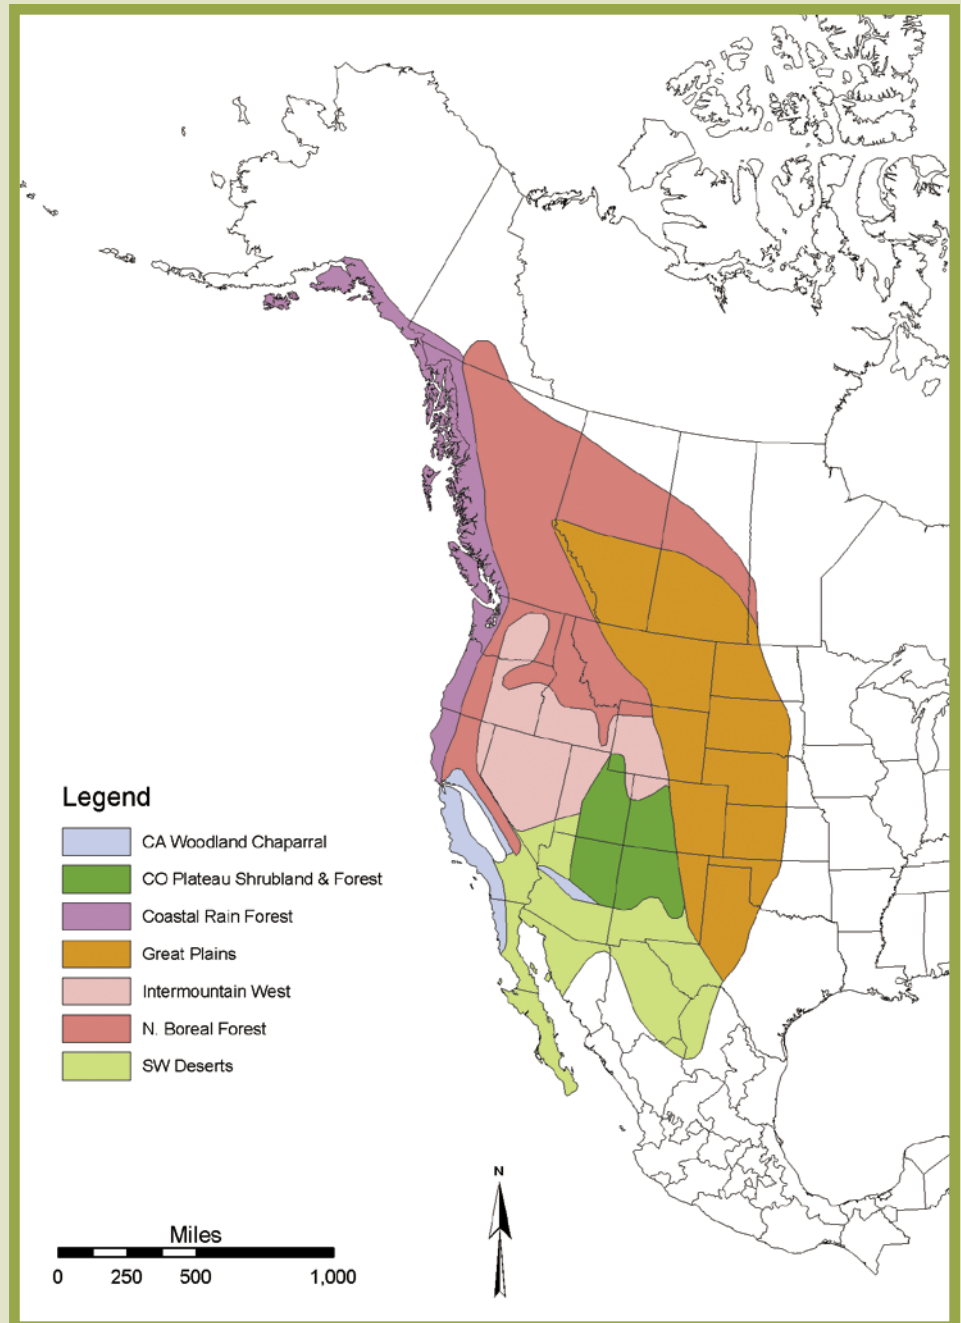 Legend
CA Woodland Chaparral
CO Plateau Shrubland & Forest
Coastal Rain Forest
Great Plains
Intermountain West
N. Boreal Forest
SW Deserts
N
Miles
0 250 500 1,000